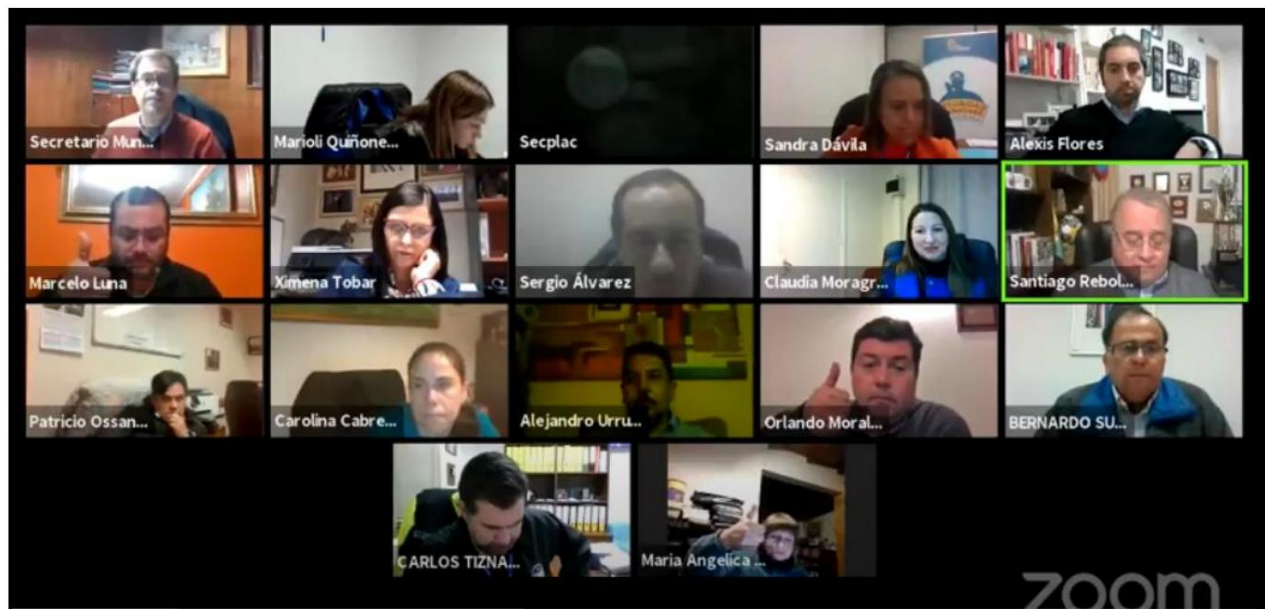 Secretario Mun...
Marioli Quiñone...
Secplac
Sandra Dávila
Alexis Flores
Marcelo Luna
Ximena Tobar
Sergio Álvarez
Claudia Moragr...
Santiago Rebol...
Patricio Ossan...
Carolina Cabre...
Alejandro Urru...
Orlando Moral...
BERNARDO SU...
CARLOS TIZNA...
Maria Angelica ...
zoom